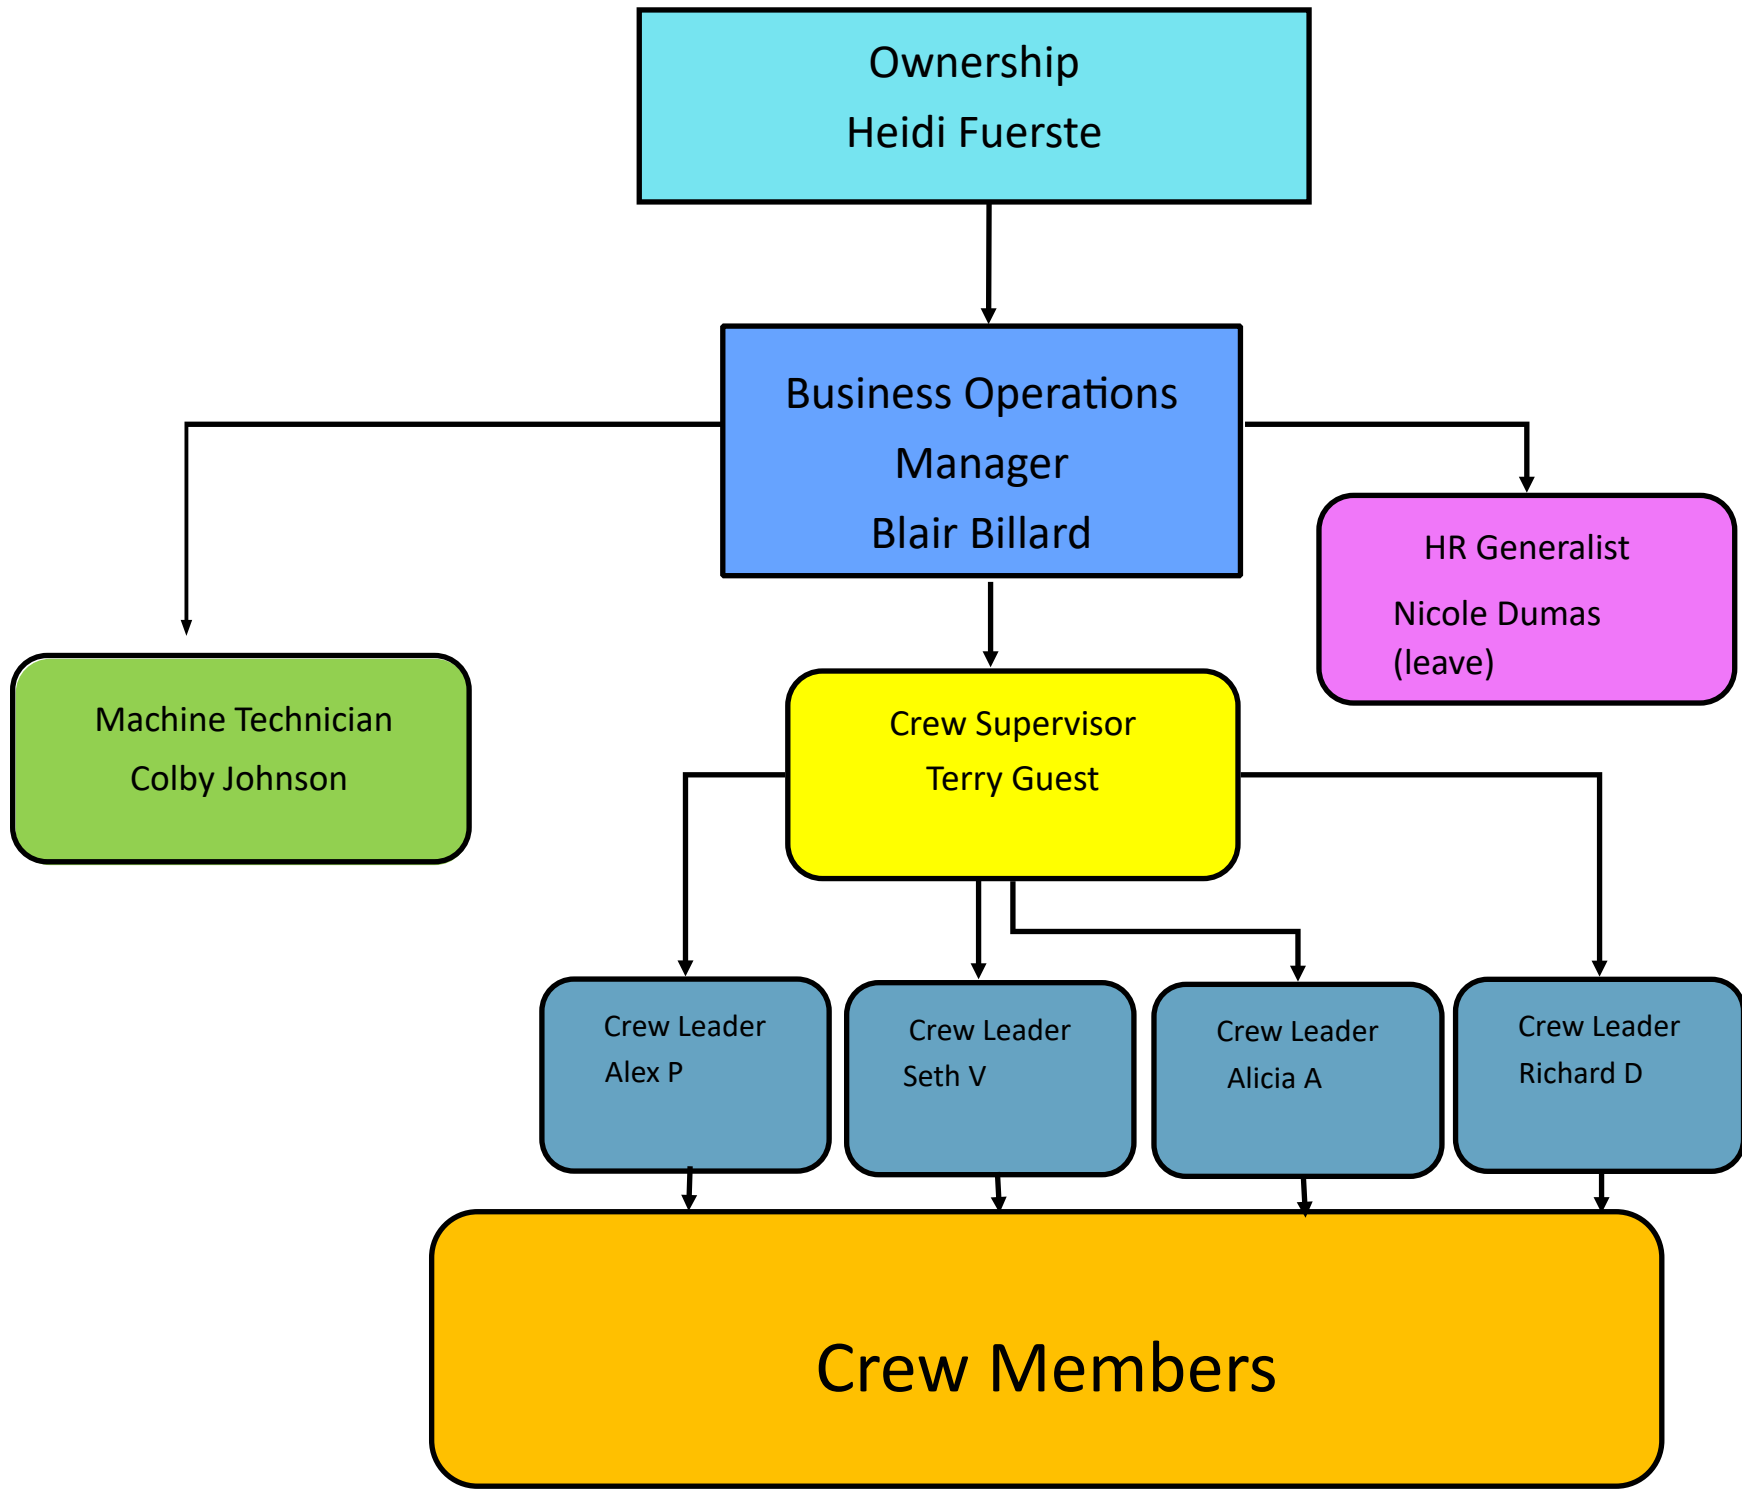 Ownership
Heidi Fuerste
Business Operations
Manager
Blair Billard
HR Generalist
Nicole Dumas
(leave)
Machine Technician
Colby Johnson
Crew Supervisor
Terry Guest
Crew Leader
Alex P
Crew Leader
Seth V
Crew Leader
Alicia A
Crew Leader
Richard D
Crew Members